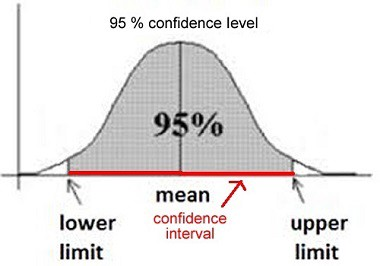 95 % confidence level
95%
mean
confidence
interval
lower
limit
upper
limit